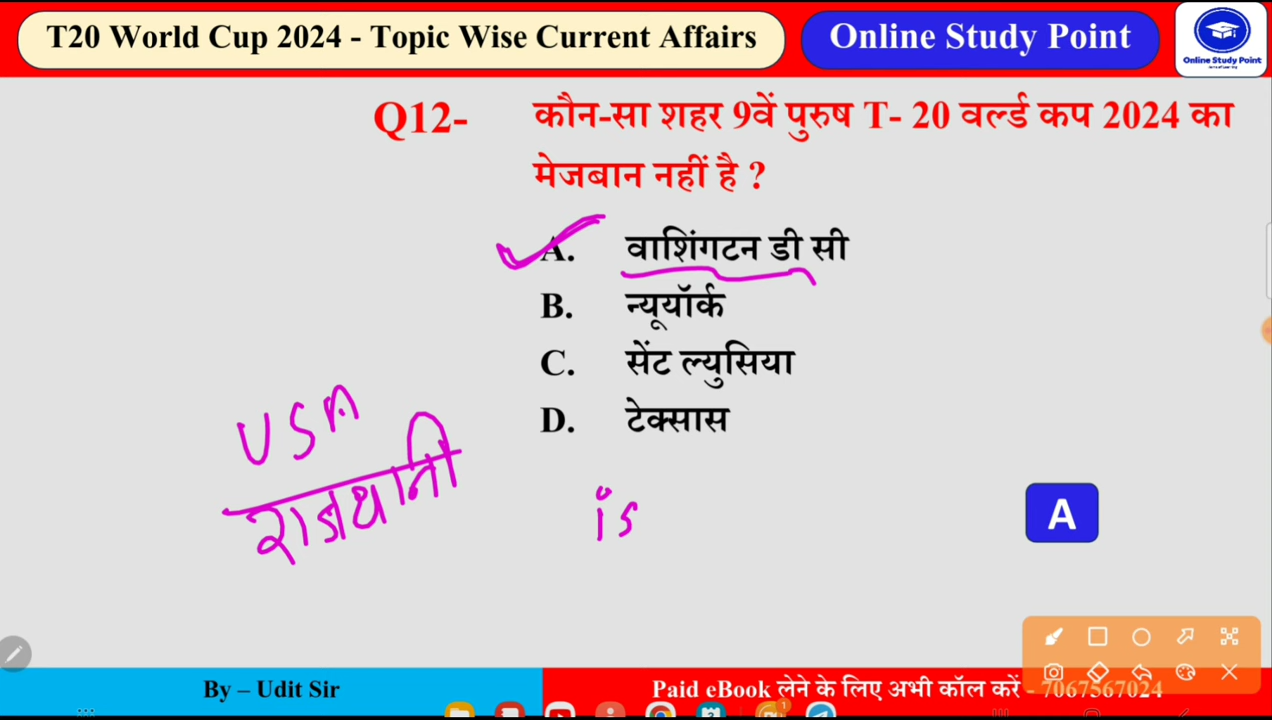 T20 World Cup 2024 - Topic Wise Current Affairs
Online Study Point
Online Study Point
Q12- कौन-सा शहर 9वें पुरुष T- 20 वर्ल्ड कप 2024 का
मेजबान नहीं है ?
A. वाशिंगटन डी सी
B. न्यूयॉर्क
C. सेंट ल्युसिया
D. टेक्सास
USA
राजधानी
is
A
By – Udit Sir
Paid eBook लेने के लिए अभी कॉल करें - 7067567024